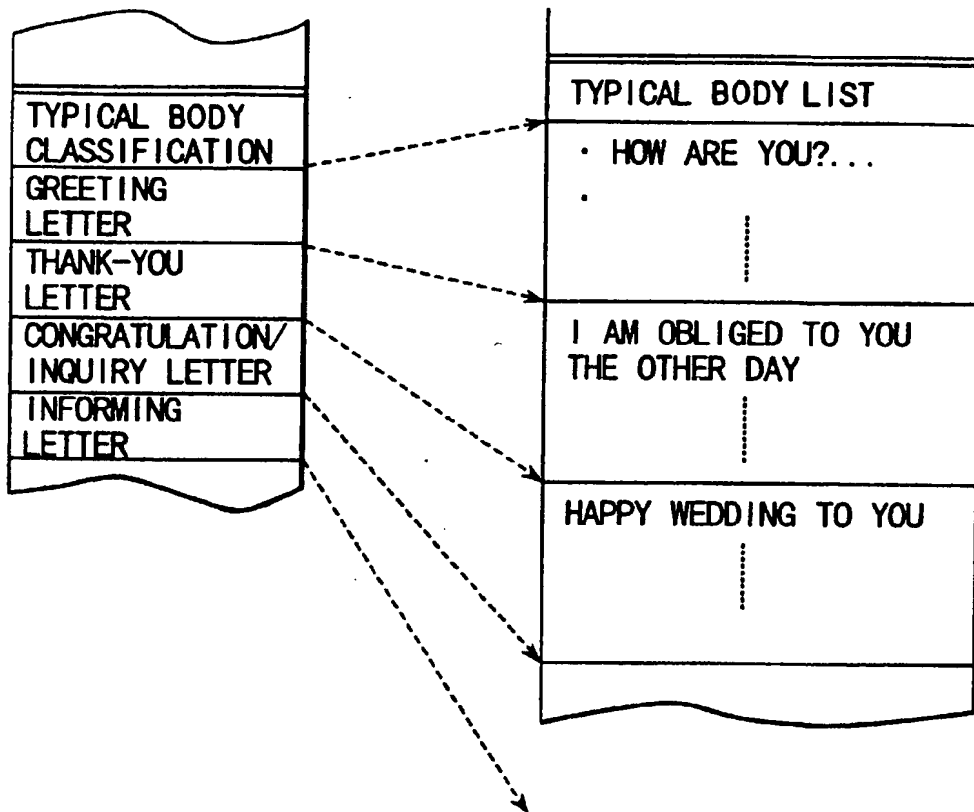 TYPICAL BODY
CLASSIFICATION
GREETING
LETTER
THANK-YOU
LETTER
CONGRATULATION/
INQUIRY LETTER
INFORMING
LETTER
TYPICAL BODY LIST
· HOW ARE YOU?...
·
I AM OBLIGED TO YOU
THE OTHER DAY
HAPPY WEDDING TO YOU